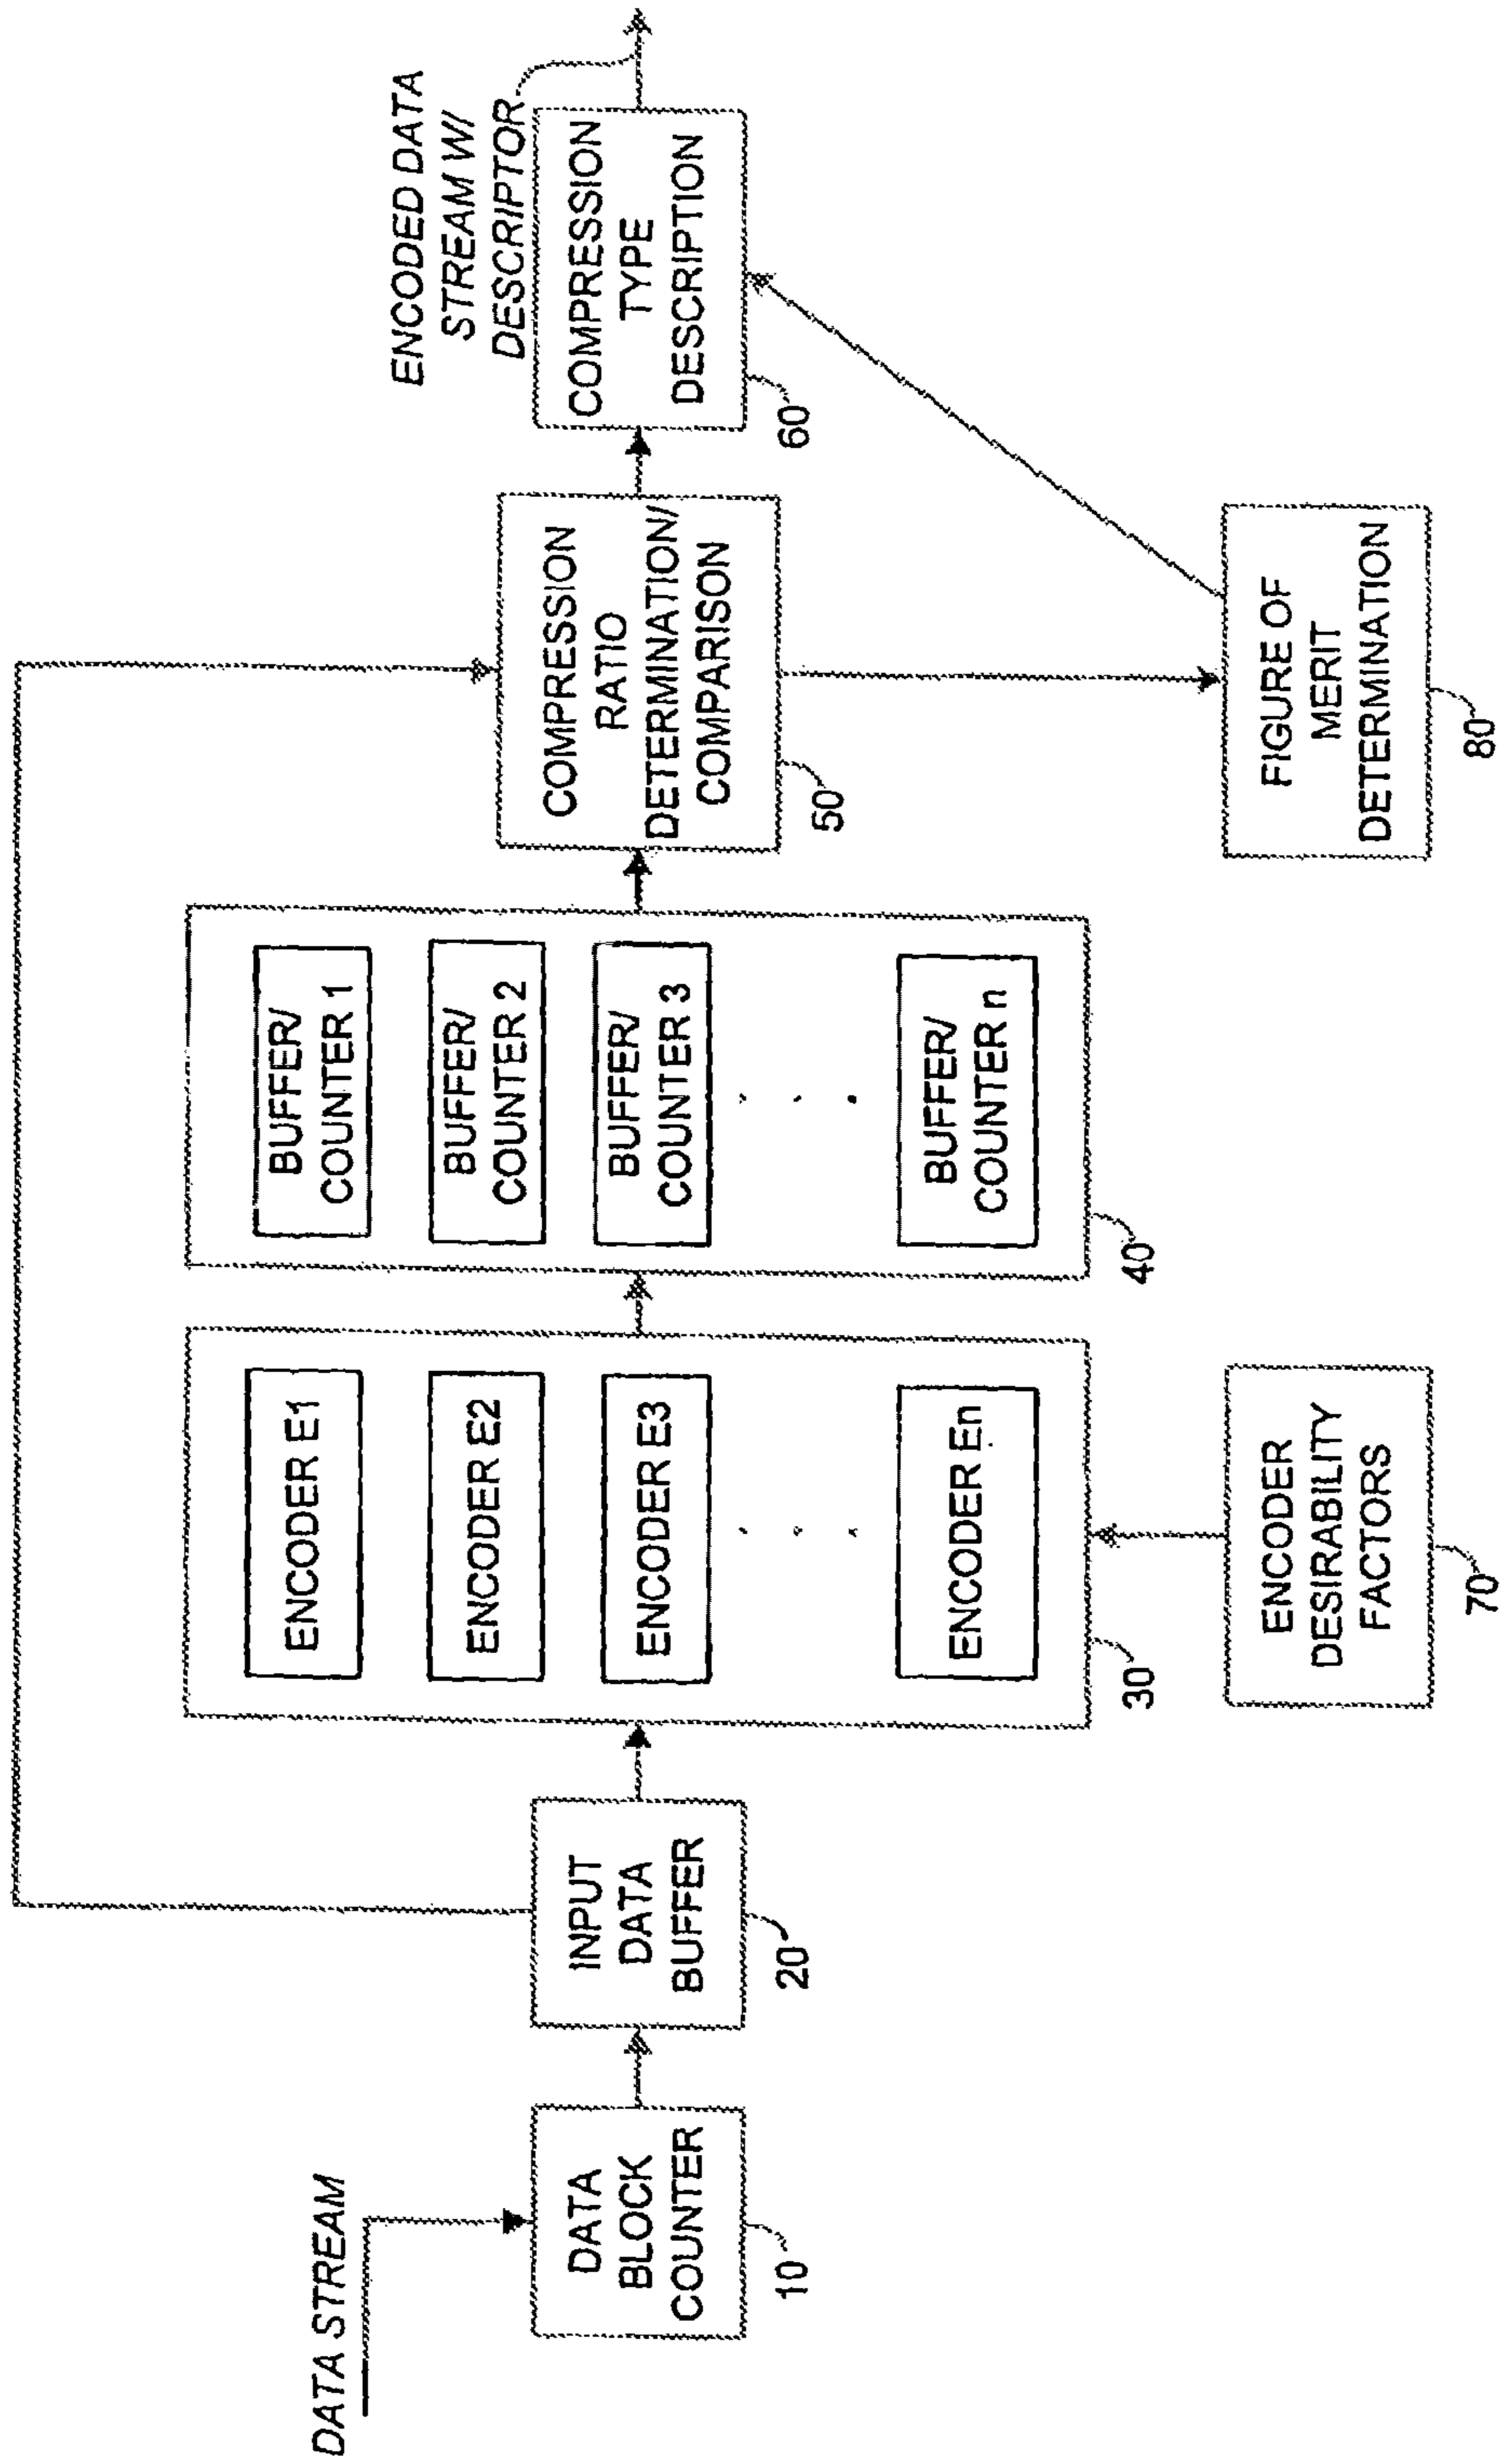 DATA STREAM
DATA
BLOCK
COUNTER
10
INPUT
DATA
BUFFER
20
ENCODER E1
ENCODER E2
ENCODER E3
ENCODER En
30
ENCODER
DESIRABILITY
FACTORS
70
BUFFER/
COUNTER 1
BUFFER/
COUNTER 2
BUFFER/
COUNTER 3
BUFFER/
COUNTER n
40
COMPRESSION
RATIO
DETERMINATION/
COMPARISON
50
FIGURE OF
MERIT
DETERMINATION
80
ENCODED DATA
STREAM W/
DESCRIPTOR
COMPRESSION
TYPE
DESCRIPTION
60